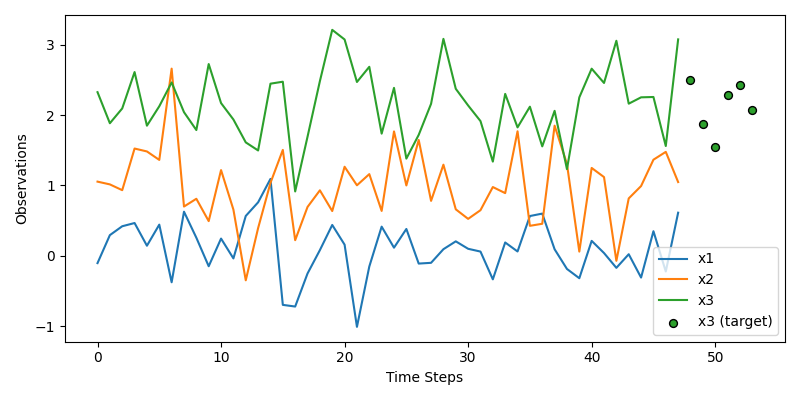 3
2
1
0
−1
Observations
0
10
20
30
40
50
Time Steps
x1
x2
x3
x3 (target)